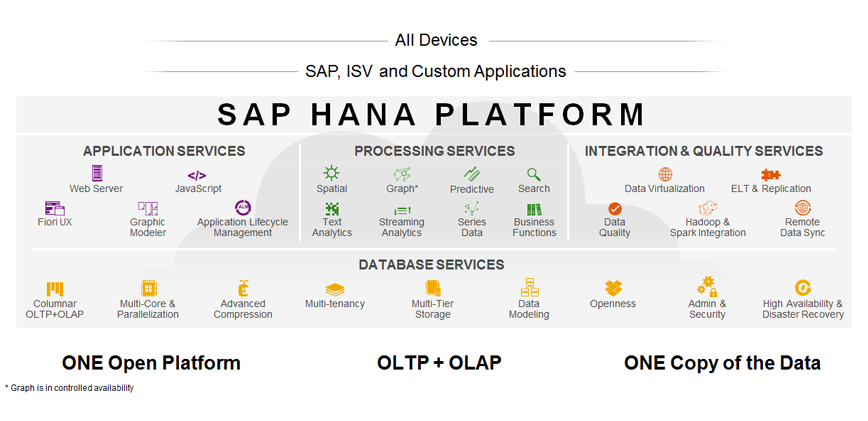 All Devices
SAP, ISV and Custom Applications
SAP HANA PLATFORM
APPLICATION SERVICES
Web Server
</>
JavaScript
Fiori UX
Graphic
Modeler
ALM
Application Lifecycle
Management
PROCESSING SERVICES
Spatial
Graph*
Predictive
Search
Text
Analytics
Streaming
Analytics
Series
Data
Business
Functions
INTEGRATION & QUALITY SERVICES
Data Virtualization
ELT & Replication
Data
Quality
Hadoop &
Spark Integration
Remote
Data Sync
DATABASE SERVICES
Columnar
OLTP+OLAP
Multi-Core &
Parallelization
Advanced
Compression
Multi-tenancy
Multi-Tier
Storage
Data
Modeling
Openness
Admin &
Security
High Availability &
Disaster Recovery
ONE Open Platform
OLTP + OLAP
ONE Copy of the Data
* Graph is in controlled availability